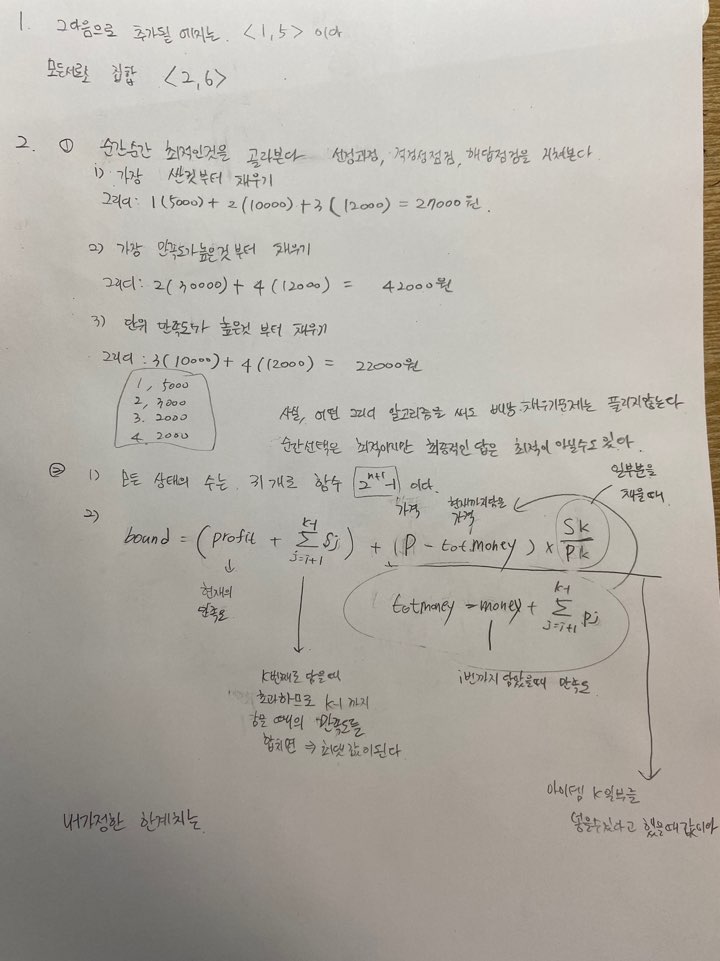 1. 그다음으로 추가될 에지는. <1,5> 이다
모든서로소 집합 <2,6>
2. ① 순간순간 최적인것을 골라본다 선정과정, 적정성점검, 해답점검을 거쳐본다.
1) 가장 싼것부터 채우기
그리디: 1(5000) + 2(10000) + 3(12000) = 27000원.
2) 가장 만족도가높은것부터 채우기
그리디: 2(30000) + 4(12000) = 42000원
3) 단위 만족도가 높은것 부터 채우기
그리디 : 3(10000) + 4(12000) = 22000원
1, 5000
2, 3000
3. 2000
4. 2000
사실, 어떤 그리디 알고리즘을 써도 배낭 채우기문제는 풀리지않는다
순간선택은 최적이지만 최종적인 답은 최적이 아닐수도 있다.
② 1) 모든 상태의 수는 31개로 함수 2^{n+1}-1 이다.
2) bound = (profit + \sum_{j=i+1}^{k-1} Sj) + (P - tot.money) × Sk/Pk
가격
현재까지담을 가격
일부분을 채울때.
현재의 만족도
totmoney = money + \sum_{j=i+1}^{k-1} Pj
i번까지 담았을때 만족도
k번째로 담을때
초과하므로 k-1 까지
때의 만족도를
합치면 ⇒ 최댓값이된다
아이템 k 일부를
넣을수있다고 했을때 값이다
내가정한 한계치는